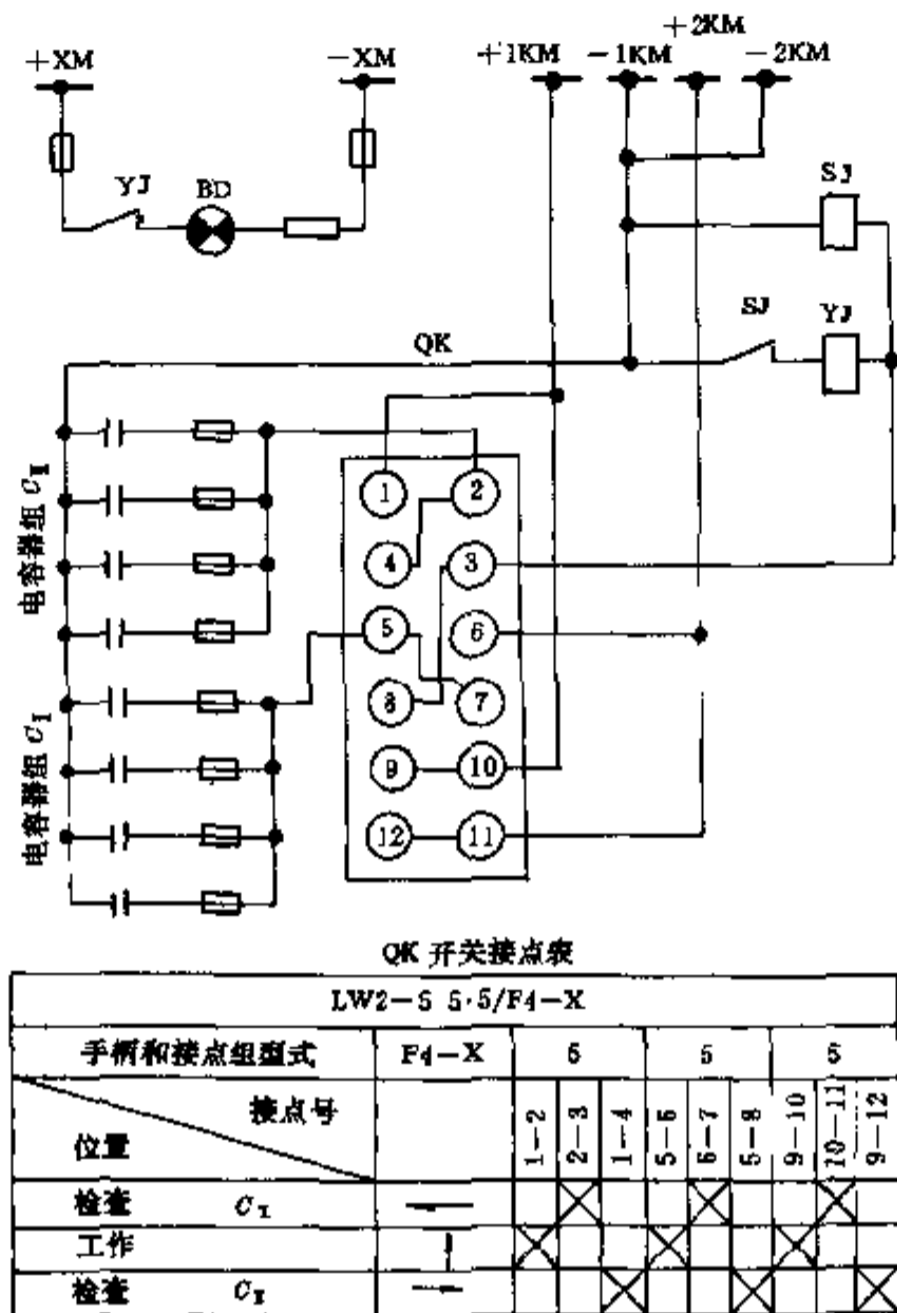 +XM
-XM
+1KM
-1KM
+2KM
-2KM
YJ
BD
SJ
SJ
YJ
QK
电容器组 C_Ⅱ
电容器组 C_Ⅰ
1
2
4
3
5
6
8
7
9
10
12
11
QK 开关接点表
LW2-5 5·5/F4-X
手柄和接点组型式 F4-X 5 5 5
接点号
位置
1-2 2-3 1-4 5-6 6-7 5-8 9-10 10-11 9-12
检查
工作
检查